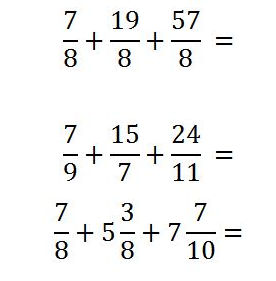 7/8 + 19/8 + 57/8 =
7/9 + 15/7 + 24/11 =
7/8 + 5 3/8 + 7 7/10 =